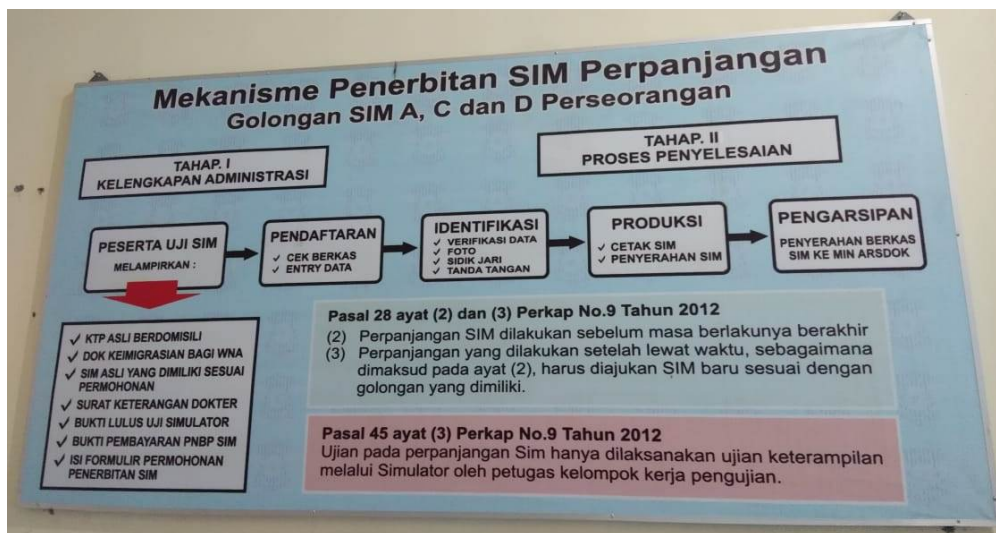 Mekanisme Penerbitan SIM Perpanjangan
Golongan SIM A, C dan D Perseorangan
TAHAP. I
KELENGKAPAN ADMINISTRASI
TAHAP. II
PROSES PENYELESAIAN
PESERTA UJI SIM
MELAMPIRKAN :
PENDAFTARAN
✓ CEK BERKAS
✓ ENTRY DATA
IDENTIFIKASI
✓ VERIFIKASI DATA
✓ FOTO
✓ SIDIK JARI
✓ TANDA TANGAN
PRODUKSI
✓ CETAK SIM
✓ PENYERAHAN SIM
PENGARSIPAN
PENYERAHAN BERKAS
SIM KE MIN ARSDOK
✓ KTP ASLI BERDOMISILI
✓ DOK KEIMIGRASIAN BAGI WNA
✓ SIM ASLI YANG DIMILIKI SESUAI
PERMOHONAN
✓ SURAT KETERANGAN DOKTER
✓ BUKTI LULUS UJI SIMULATOR
✓ BUKTI PEMBAYARAN PNBP SIM
✓ ISI FORMULIR PERMOHONAN
PENERBITAN SIM
Pasal 28 ayat (2) dan (3) Perkap No.9 Tahun 2012
(2) Perpanjangan SIM dilakukan sebelum masa berlakunya berakhir
(3) Perpanjangan yang dilakukan setelah lewat waktu, sebagaimana
dimaksud pada ayat (2), harus diajukan SIM baru sesuai dengan
golongan yang dimiliki.
Pasal 45 ayat (3) Perkap No.9 Tahun 2012
Ujian pada perpanjangan Sim hanya dilaksanakan ujian keterampilan
melalui Simulator oleh petugas kelompok kerja pengujian.